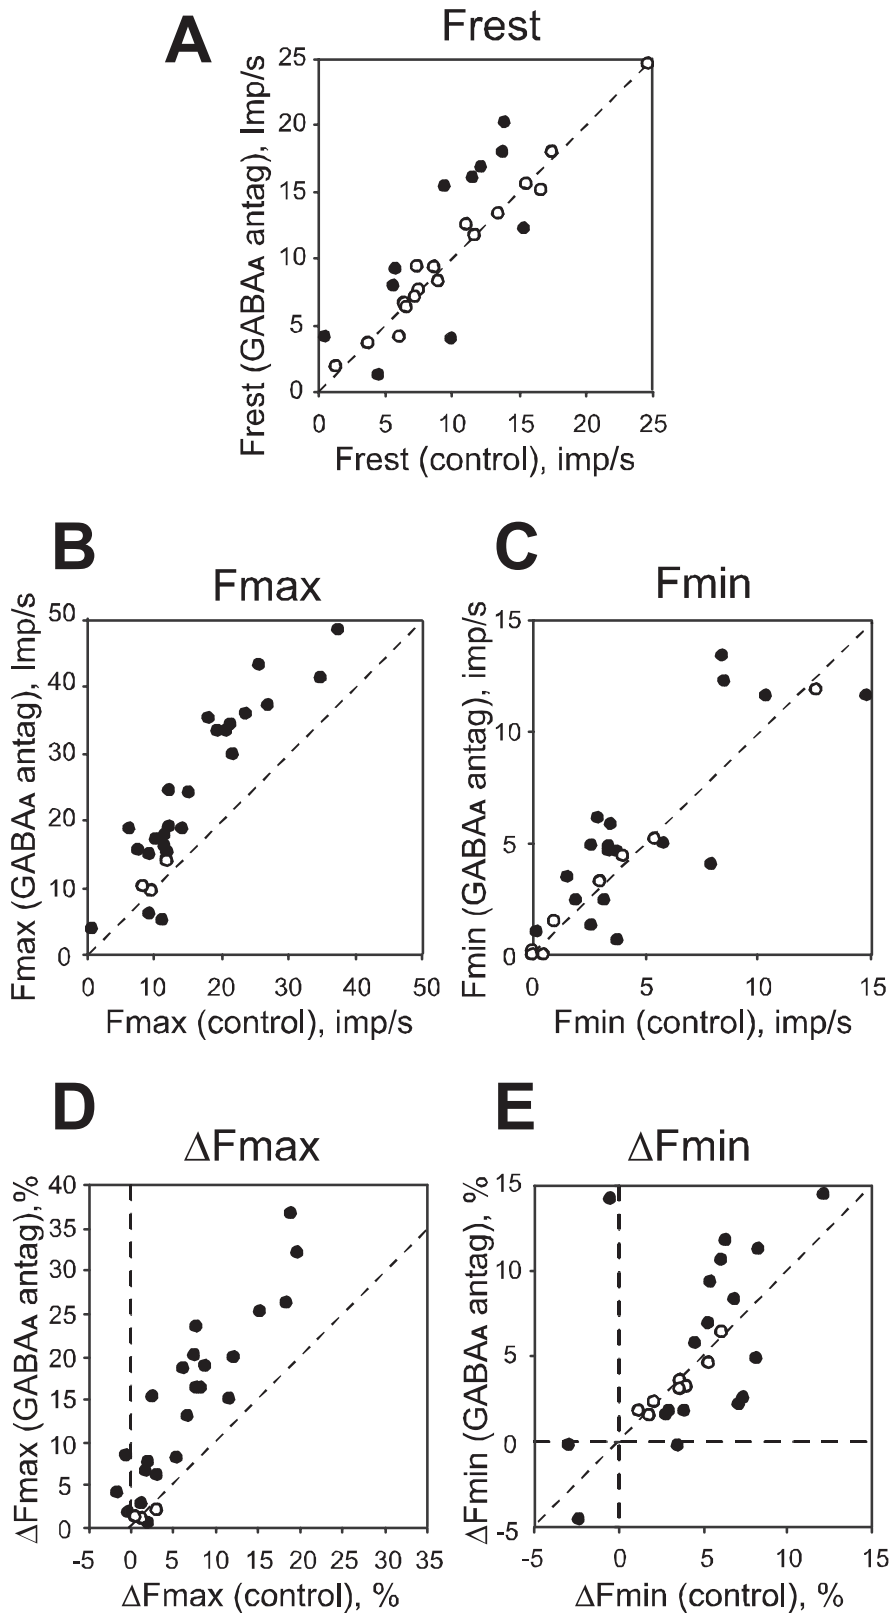 A
Frest
Frest (GABAA antag), Imp/s
25
20
15
10
5
0
0 5 10 15 20 25
Frest (control), imp/s
B
Fmax
Fmax (GABAA antag), Imp/s
50
40
30
20
10
0
0 10 20 30 40 50
Fmax (control), imp/s
C
Fmin
Fmin (GABAA antag), imp/s
15
10
5
0
0 5 10 15
Fmin (control), imp/s
D
ΔFmax
ΔFmax (GABAA antag),%
40
35
30
25
20
15
10
5
0
-5 0 5 10 15 20 25 30 35
ΔFmax (control), %
E
ΔFmin
ΔFmin (GABAA antag), %
15
10
5
0
-5
-5 0 5 10 15
ΔFmin (control), %